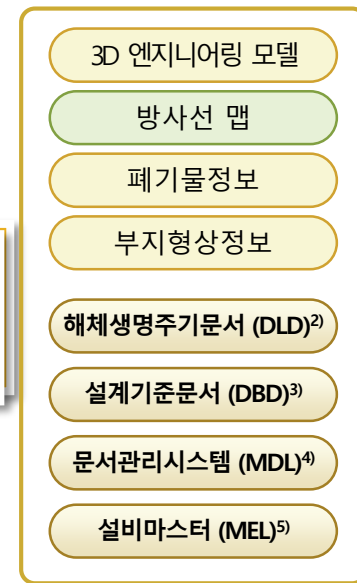 3D 엔지니어링 모델
방사선 맵
폐기물정보
부지형상정보
해체생명주기문서 (DLD)2)
설계기준문서 (DBD)3)
문서관리시스템 (MDL)4)
설비마스터 (MEL)5)